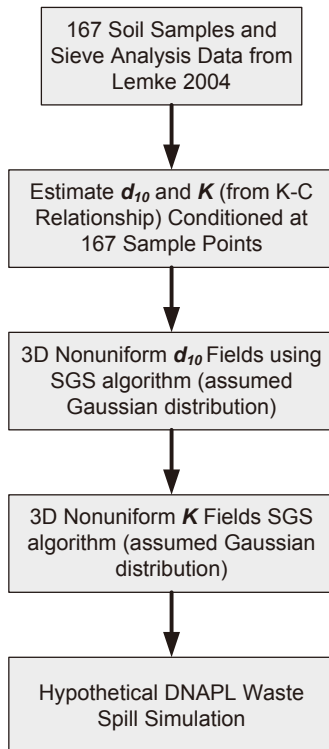 167 Soil Samples and
Sieve Analysis Data from
Lemke 2004
Estimate d10 and K (from K-C
Relationship) Conditioned at
167 Sample Points
3D Nonuniform d10 Fields using
SGS algorithm (assumed
Gaussian distribution)
3D Nonuniform K Fields SGS
algorithm (assumed Gaussian
distribution)
Hypothetical DNAPL Waste
Spill Simulation